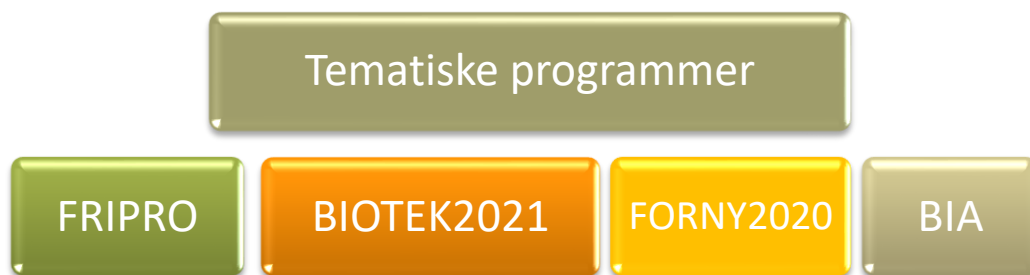 Tematiske programmer
FRIPRO
BIOTEK2021
FORNY2020
BIA